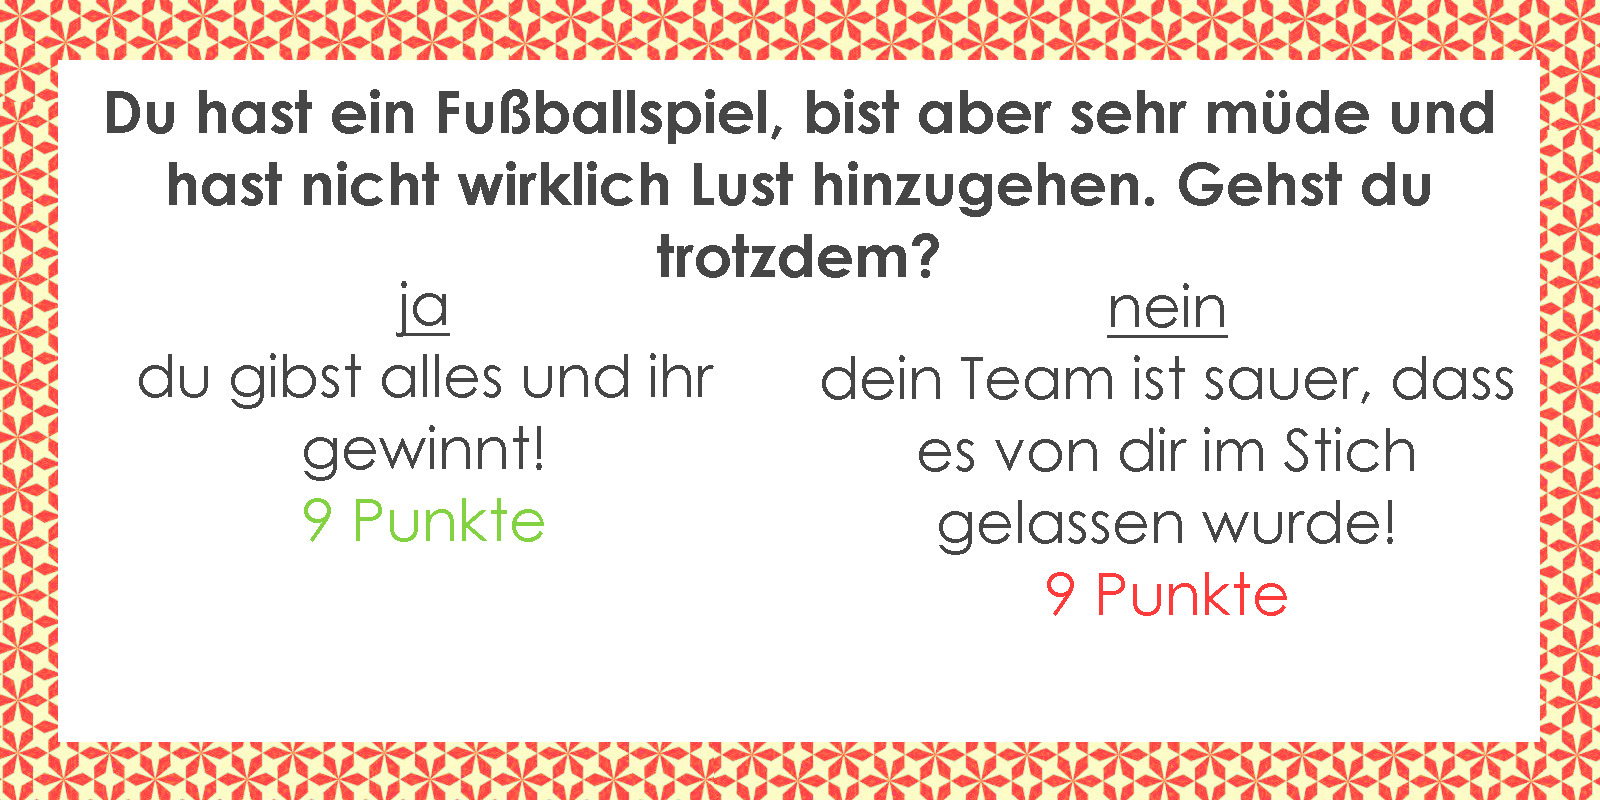 Du hast ein Fußballspiel, bist aber sehr müde und
hast nicht wirklich Lust hinzugehen. Gehst du
trotzdem?
ja
du gibst alles und ihr
gewinnt!
9 Punkte
nein
dein Team ist sauer, dass
es von dir im Stich
gelassen wurde!
9 Punkte